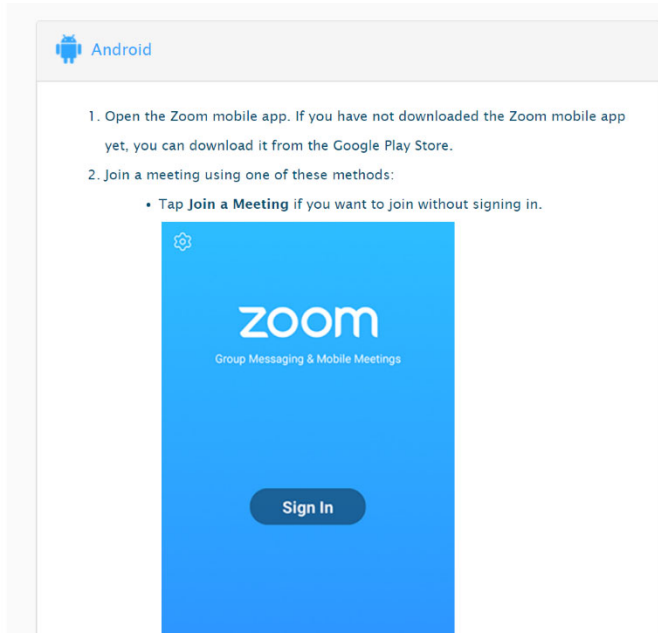 Android
1. Open the Zoom mobile app. If you have not downloaded the Zoom mobile app
yet, you can download it from the Google Play Store.
2. Join a meeting using one of these methods:
• Tap Join a Meeting if you want to join without signing in.
zoom
Group Messaging & Mobile Meetings
Sign In